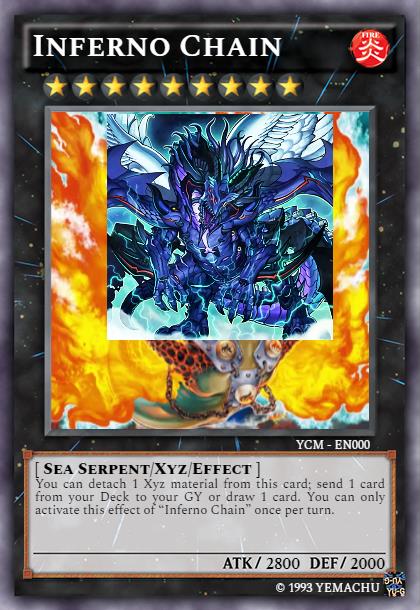 INFERNO CHAIN
FIRE
炎
YCM - EN000
[ SEA SERPENT/XYZ/EFFECT ]
You can detach 1 Xyz material from this card; send 1 card
from your Deck to your GY or draw 1 card. You can only
activate this effect of “Inferno Chain” once per turn.
ATK / 2800 DEF / 2000
© 1993 YEMACHU